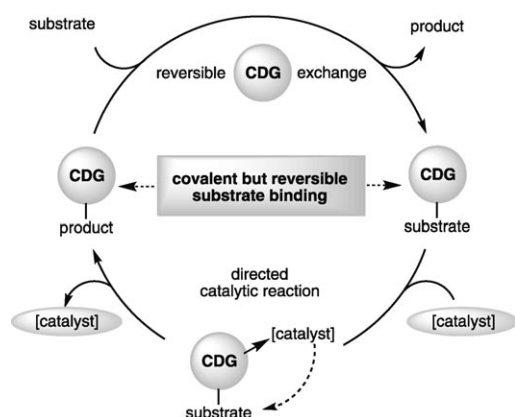 substrate
product
reversible CDG exchange
CDG
product
covalent but reversible
substrate binding
CDG
substrate
directed
catalytic reaction
[catalyst]
[catalyst]
[catalyst]
CDG
substrate